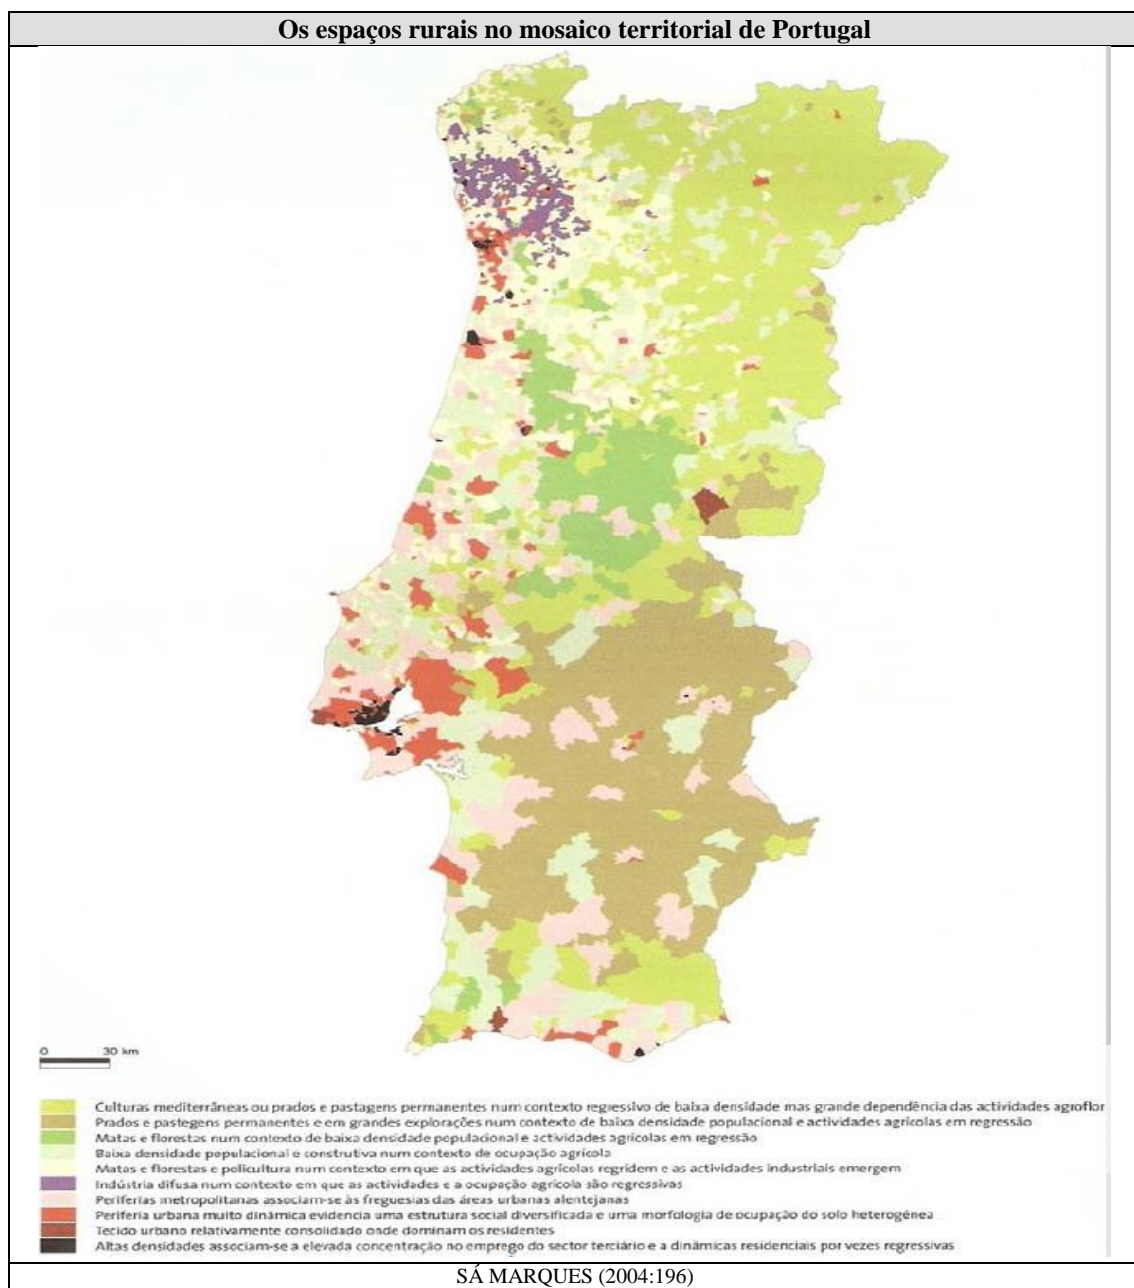 Os espaços rurais no mosaico territorial de Portugal
0 30 km
Culturas mediterrâneas ou prados e pastagens permanentes num contexto regressivo de baixa densidade mas grande dependência das actividades agroflor
Prados e pastegens permanentes e em grandes explorações num contexto de baixa densidade populacional e actividades agrícolas em regressão
Matas e florestas num contexto de baixa densidade populacional e actividades agrícolas em regressão
Baixa densidade populacional e construtiva num contexto de ocupação agrícola
Matas e florestas e policultura num contexto em que as actividades agrícolas regridem e as actividades industriais emergem
Indústria difusa num contexto em que as actividades e a ocupação agrícola são regressivas
Periferias metropolitanas associam-se às freguesias das áreas urbanas alentejanas
Periferia urbana muito dinâmica evidencia uma estrutura social diversificada e uma morfologia de ocupação do solo heterogénea
Tecido urbano relativamente consolidado onde dominam os residentes
Altas densidades associam-se a elevada concentração no emprego do sector terciário e a dinâmicas residenciais por vezes regressivas
SÁ MARQUES (2004:196)